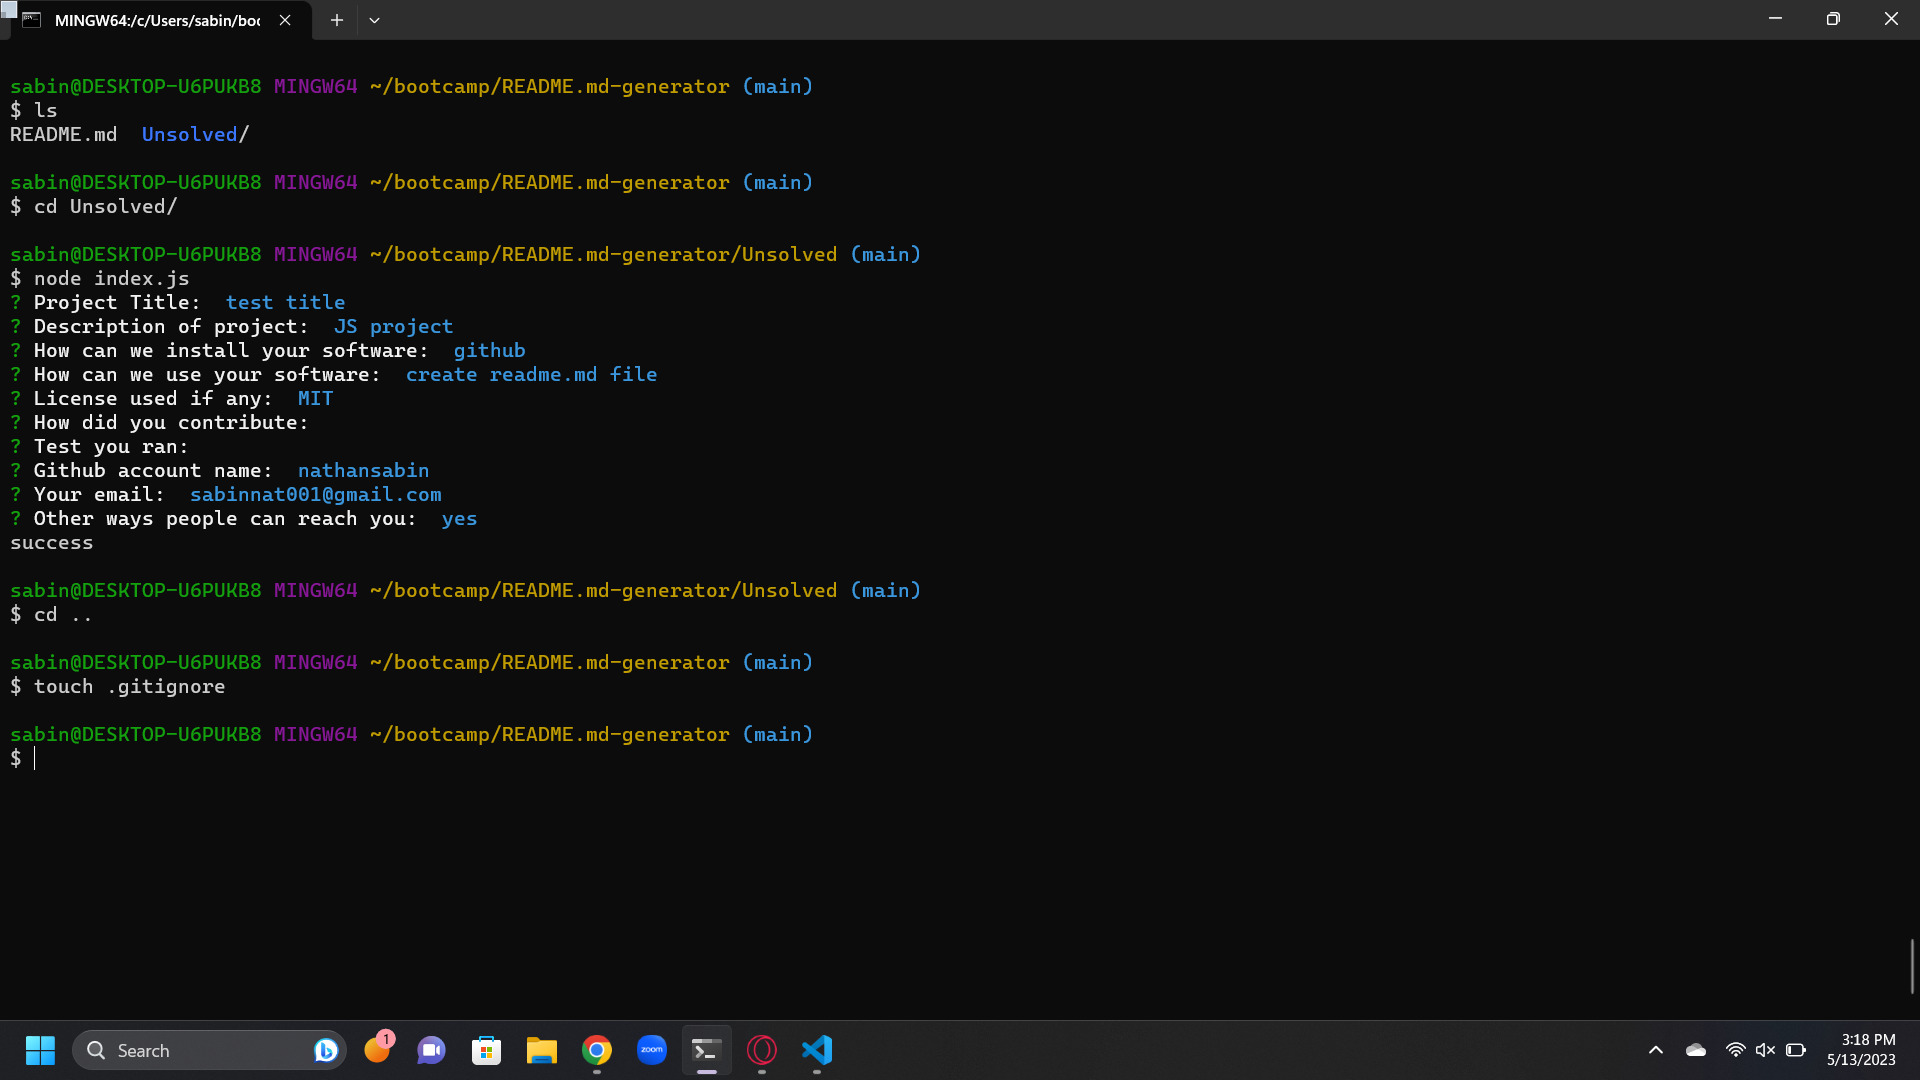 MINGW64:/c/Users/sabin/boo
sabin@DESKTOP-U6PUKB8 MINGW64 ~/bootcamp/README.md-generator (main)
$ ls
README.md  Unsolved/
sabin@DESKTOP-U6PUKB8 MINGW64 ~/bootcamp/README.md-generator (main)
$ cd Unsolved/
sabin@DESKTOP-U6PUKB8 MINGW64 ~/bootcamp/README.md-generator/Unsolved (main)
$ node index.js
? Project Title:  test title
? Description of project:  JS project
? How can we install your software:  github
? How can we use your software:  create readme.md file
? License used if any:  MIT
? How did you contribute:
? Test you ran:
? Github account name:  nathansabin
? Your email:  sabinnat001@gmail.com
? Other ways people can reach you:  yes
success
sabin@DESKTOP-U6PUKB8 MINGW64 ~/bootcamp/README.md-generator/Unsolved (main)
$ cd ..
sabin@DESKTOP-U6PUKB8 MINGW64 ~/bootcamp/README.md-generator (main)
$ touch .gitignore
sabin@DESKTOP-U6PUKB8 MINGW64 ~/bootcamp/README.md-generator (main)
$
Search
1
zoom
3:18 PM
5/13/2023